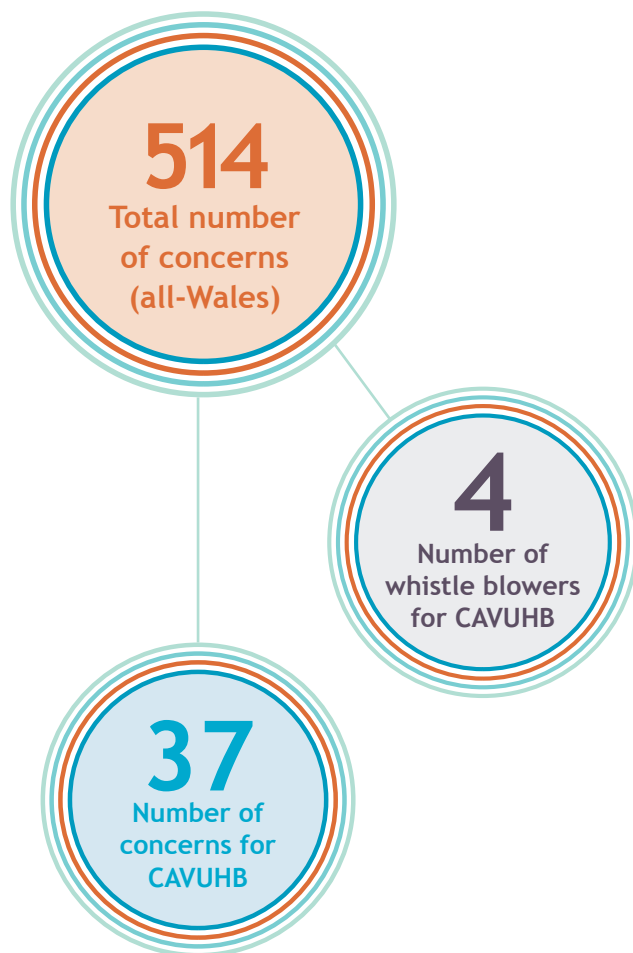 514
Total number
of concerns
(all-Wales)
4
Number of
whistle blowers
for CAVUHB
37
Number of
concerns for
CAVUHB